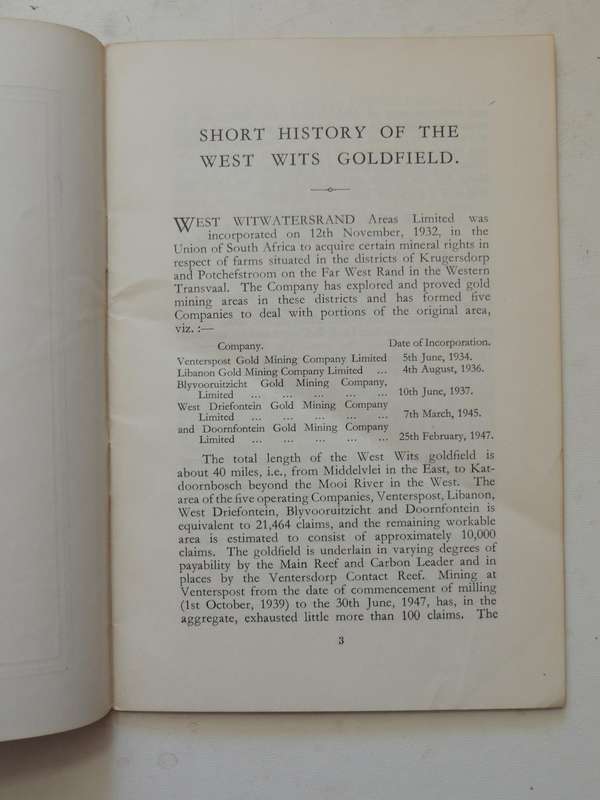 SHORT HISTORY OF THE
WEST WITS GOLDFIELD.
WEST WITWATERSRAND Areas Limited was
incorporated on 12th November, 1932, in the
Union of South Africa to acquire certain mineral rights in
respect of farms situated in the districts of Krugersdorp
and Potchefstroom on the Far West Rand in the Western
Transvaal. The Company has explored and proved gold
mining areas in these districts and has formed five
Companies to deal with portions of the original area,
viz. :—
Company. Date of Incorporation.
Venterspost Gold Mining Company Limited 5th June, 1934.
Libanon Gold Mining Company Limited ... 4th August, 1936.
Blyvooruitzicht Gold Mining Company,
Limited ... ... ... ... ... 10th June, 1937.
West Driefontein Gold Mining Company
Limited ... ... ... ... ... 7th March, 1945.
and Doornfontein Gold Mining Company
Limited ... ... ... ... ... 25th February, 1947.
The total length of the West Wits goldfield is
about 40 miles, i.e., from Middelvlei in the East, to Kat-
doornbosch beyond the Mooi River in the West. The
area of the five operating Companies, Venterspost, Libanon,
West Driefontein, Blyvooruitzicht and Doornfontein is
equivalent to 21,464 claims, and the remaining workable
area is estimated to consist of approximately 10,000
claims. The goldfield is underlain in varying degrees of
payability by the Main Reef and Carbon Leader and in
places by the Ventersdorp Contact Reef. Mining at
Venterspost from the date of commencement of milling
(1st October, 1939) to the 30th June, 1947, has, in the
aggregate, exhausted little more than 100 claims. The
3